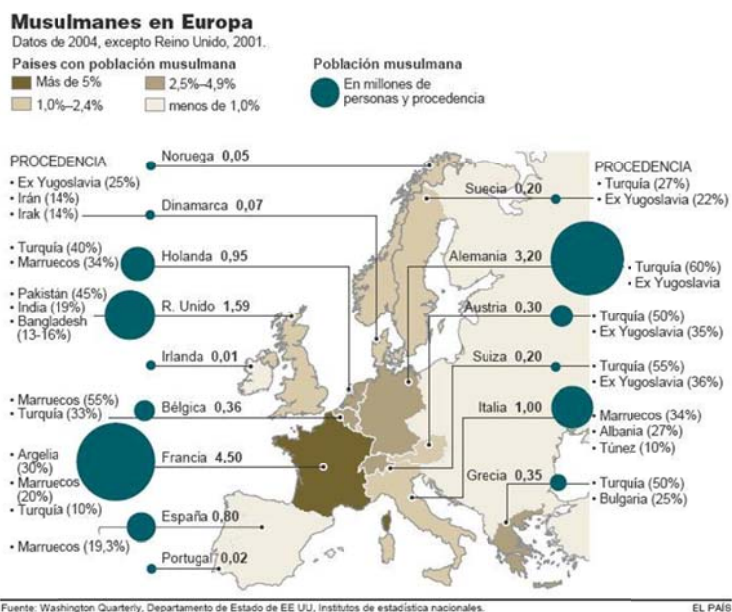 Musulmanes en Europa
Datos de 2004, excepto Reino Unido, 2001.
Paises con población musulmana
Más de 5%
2,5%–4,9%
1,0%–2,4%
menos de 1,0%
Población musulmana
En millones de
personas y procedencia
PROCEDENCIA
• Ex Yugoslavia (25%)
• Irán (14%)
• Irak (14%)
• Turquía (40%)
• Marruecos (34%)
• Pakistán (45%)
• India (19%)
• Bangladesh
(13-16%)
• Marruecos (55%)
• Turquía (33%)
• Argelia
(30%)
• Marruecos
(20%)
• Turquía (10%)
• Marruecos (19,3%)
Noruega 0,05
Dinamarca 0,07
Holanda 0,95
R. Unido 1,59
Irlanda 0,01
Bélgica 0,36
Francia 4,50
España 0,80
Portugal 0,02
Suecia 0,20
Alemania 3,20
Austria 0,30
Suiza 0,20
Italia 1,00
Grecia 0,35
PROCEDENCIA
• Turquía (27%)
• Ex Yugoslavia (22%)
• Turquía (60%)
• Ex Yugoslavia
• Turquía (50%)
• Ex Yugoslavia (35%)
• Turquía (55%)
• Ex Yugoslavia (36%)
• Marruecos (34%)
• Albania (27%)
• Túnez (10%)
• Turquía (50%)
• Bulgaria (25%)
Fuente: Washington Quarterly, Departamento de Estado de EE UU, Institutos de estadística nacionales.
EL PAÍS